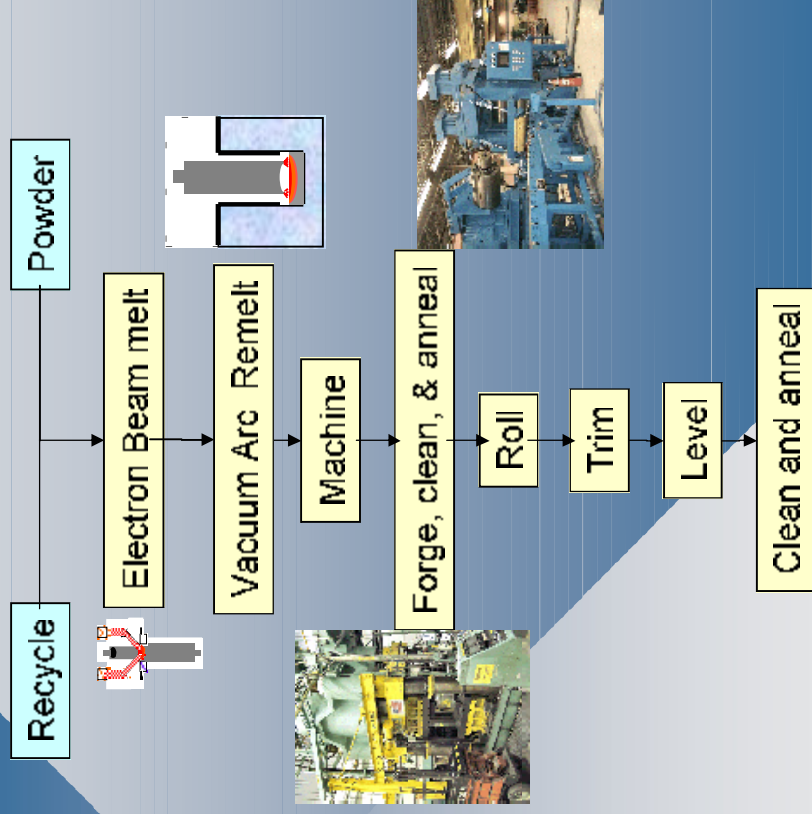 Recycle
Powder
Electron Beam melt
Vacuum Arc Remelt
Machine
Forge, clean, & anneal
Roll
Trim
Level
Clean and anneal